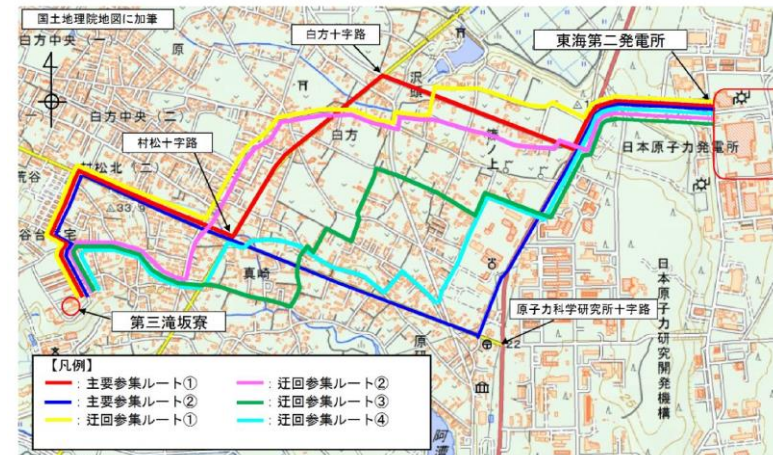 国土地理院地図に加筆
白方十字路
東海第二発電所
白方中央(一)
原
沢
白方中央(二)
白方
日本原子力発電所
村松十字路
村松北(二)
荒谷
△33.9
谷台
宅
真崎
第三滝坂寮
原子力科学研究所十字路
日本原子力研究開発機構
22
【凡例】
: 主要参集ルート①
: 迂回参集ルート②
: 主要参集ルート②
: 迂回参集ルート③
: 迂回参集ルート①
: 迂回参集ルート④